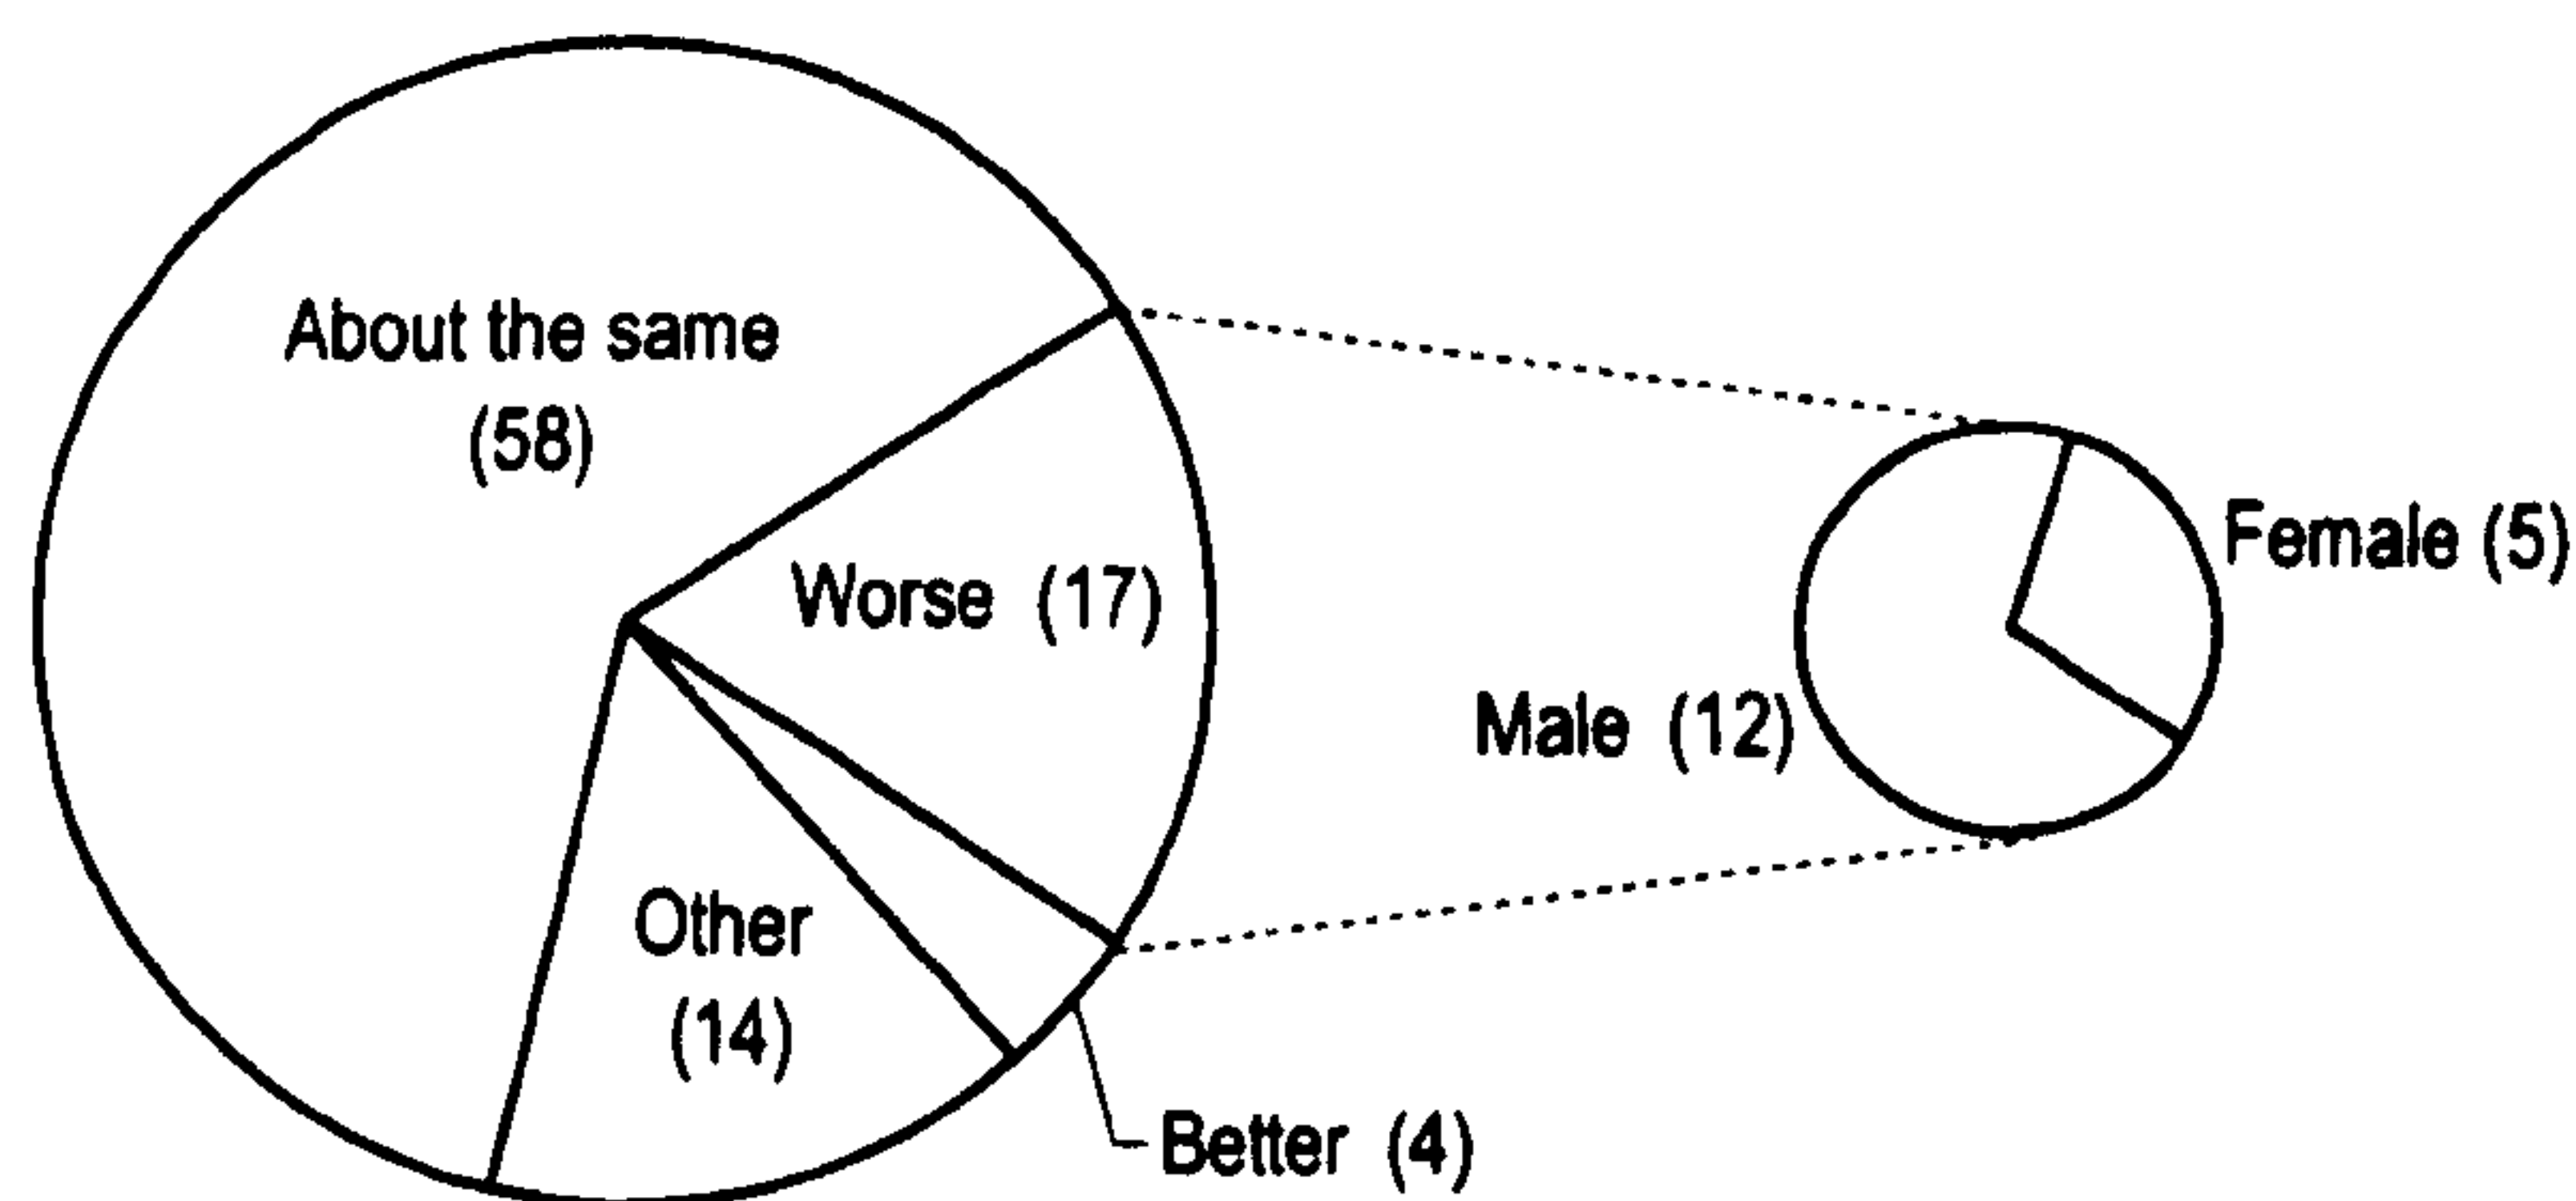 About the same
(58)
Worse (17)
Female (5)
Male (12)
Other
(14)
Better (4)